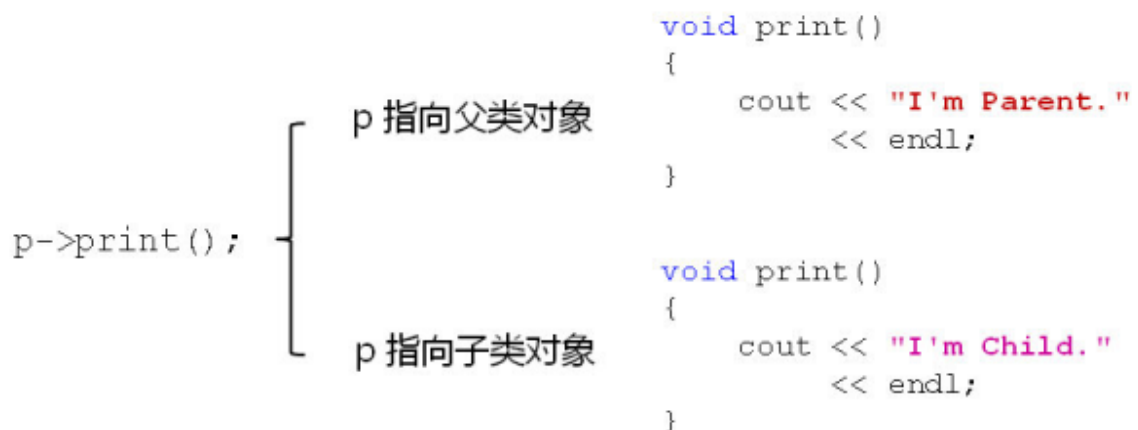 p->print();
p 指向父类对象
void print()
{
    cout << "I'm Parent."
         << endl;
}
p 指向子类对象
void print()
{
    cout << "I'm Child."
         << endl;
}